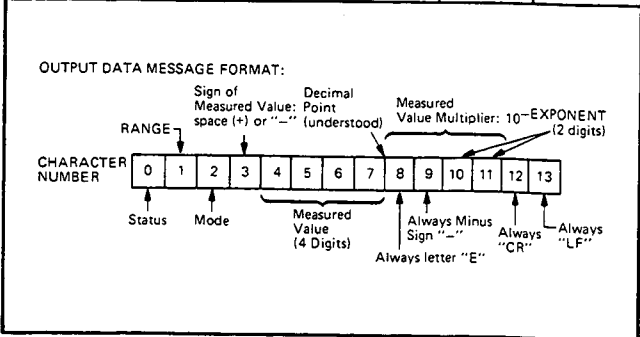 OUTPUT DATA MESSAGE FORMAT:
Sign of
Measured Value:
space (+) or "—"
Decimal
Point
(understood)
Measured
Value Multiplier: 10-EXPONENT
(2 digits)
RANGE
CHARACTER
NUMBER
0 1 2 3 4 5 6 7 8 9 10 11 12 13
Status
Mode
Measured
Value
(4 Digits)
Always Minus
Sign "—"
Always letter "E"
Always
"CR"
Always
"LF"